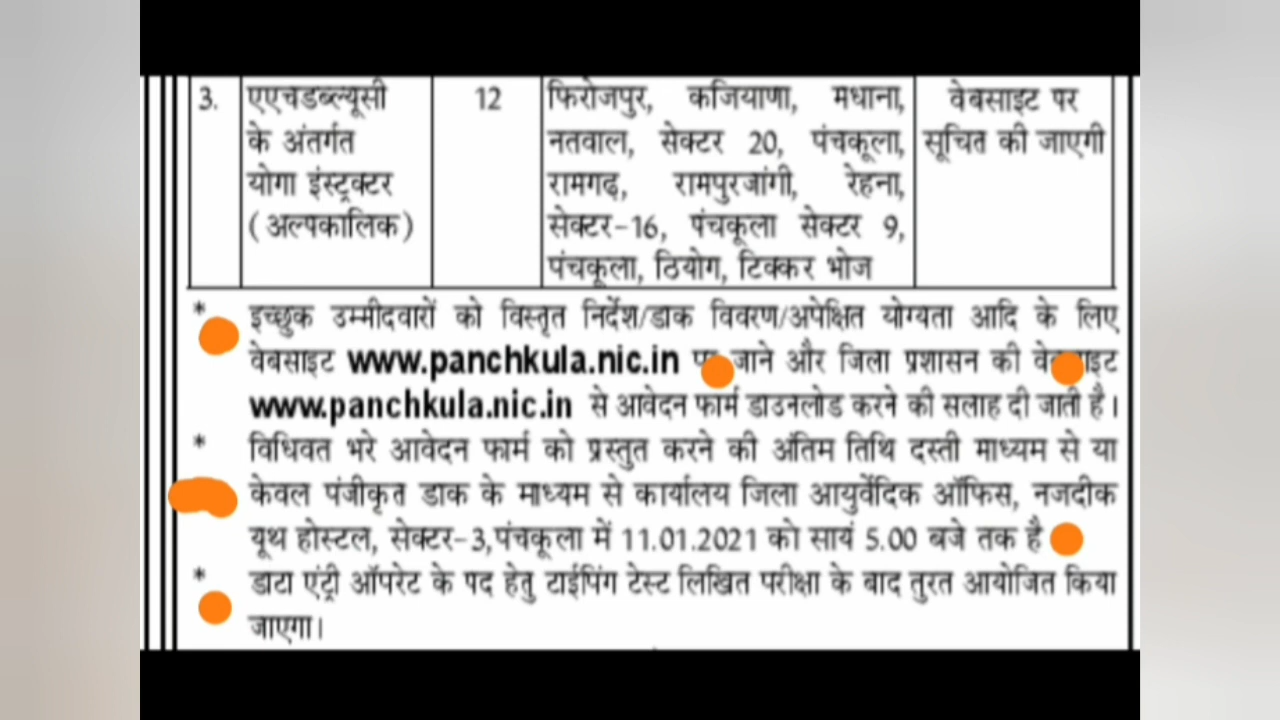 3. एएचडब्ल्यूसी 12 फिरोजपुर, कजियाणा, मधाना, वेबसाइट पर
के अंतर्गत नतवाल, सेक्टर 20, पंचकूला, सूचित की जाएगी
योगा इंस्ट्रक्टर रामगढ़, रामपुरजांगी, रेहना,
(अल्पकालिक) सेक्टर-16, पंचकूला सेक्टर 9,
पंचकूला, ठियोग, टिक्कर भोज
* इच्छुक उम्मीदवारों को विस्तृत निर्देश/डाक विवरण/अपेक्षित योग्यता आदि के लिए
वेबसाइट www.panchkula.nic.in जाने और जिला प्रशासन की
www.panchkula.nic.in से आवेदन फार्म डाउनलोड करने की सलाह दी जाती है।
* विधिवत भरे आवेदन फार्म को प्रस्तुत करने की अंतिम तिथि दस्ती माध्यम से या
केवल पंजीकृत डाक के माध्यम से कार्यालय जिला आयुर्वेदिक ऑफिस, नजदीक
यूथ होस्टल, सेक्टर-3,पंचकूला में 11.01.2021 को सायं 5.00 बजे तक है
* डाटा एंट्री ऑपरेट के पद हेतु टाईपिंग टेस्ट लिखित परीक्षा के बाद तुरत आयोजित किया
जाएगा।